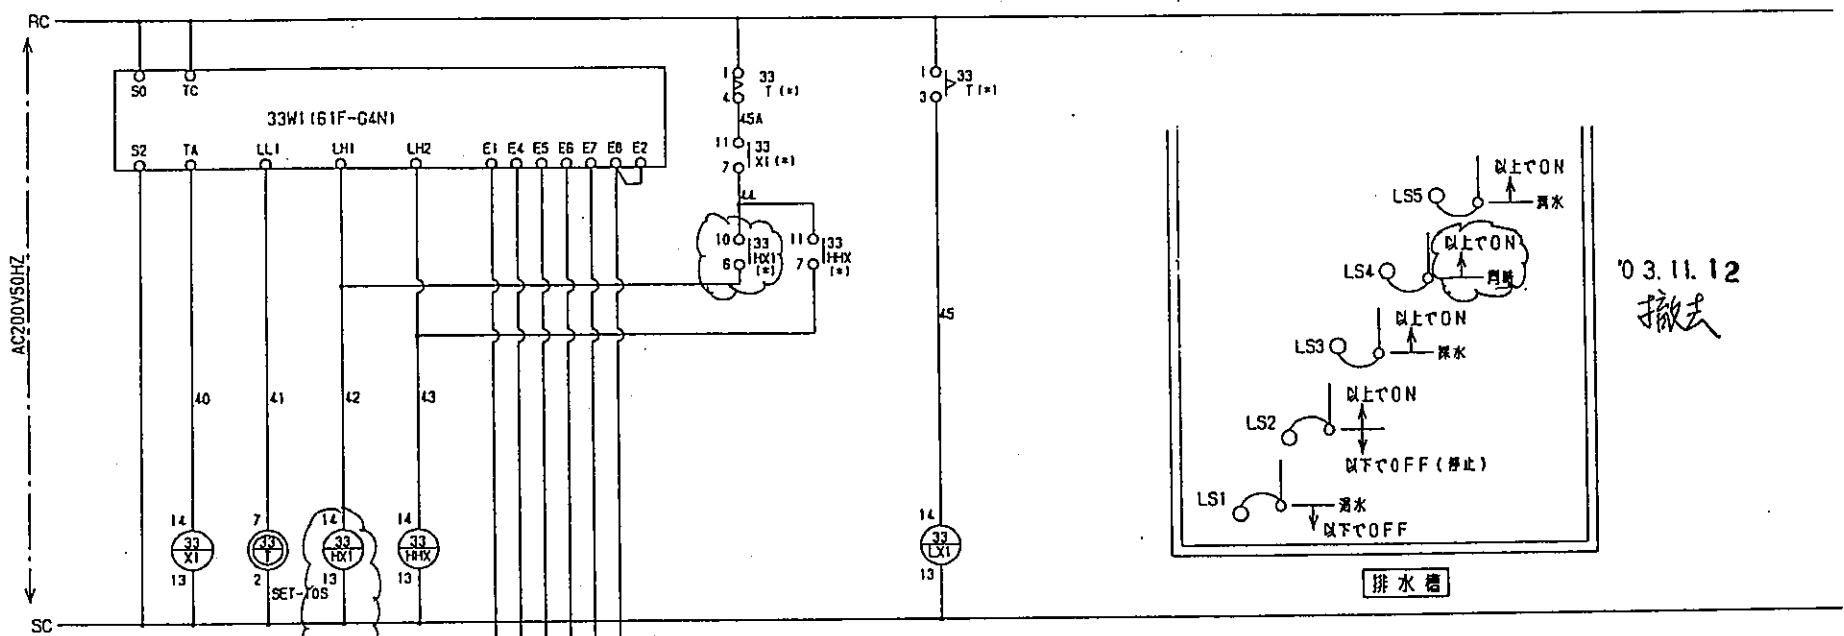 RC
AC200V50HZ
SC
S0
TC
33W1(61F-G4N)
S2
TA
LL1
LH1
LH2
E1
E4
E5
E6
E7
E8
E2
40
41
42
43
14
33
X1
13
7
33
T
2
SET-10S
14
33
HX1
13
14
33
HHX
13
1
4
33
T(*)
45A
11
7
33
X1(*)
44
10
6
33
HX1
(*)
11
7
33
HHX
(*)
1
3
33
T(*)
45
14
33
LX1
13
LS5
以上でON
満水
LS4
以上でON
同時
LS3
以上でON
LS2
以上でON
以下でOFF(停止)
LS1
渇水
以下でOFF
排水槽
'03.11.12
撤去